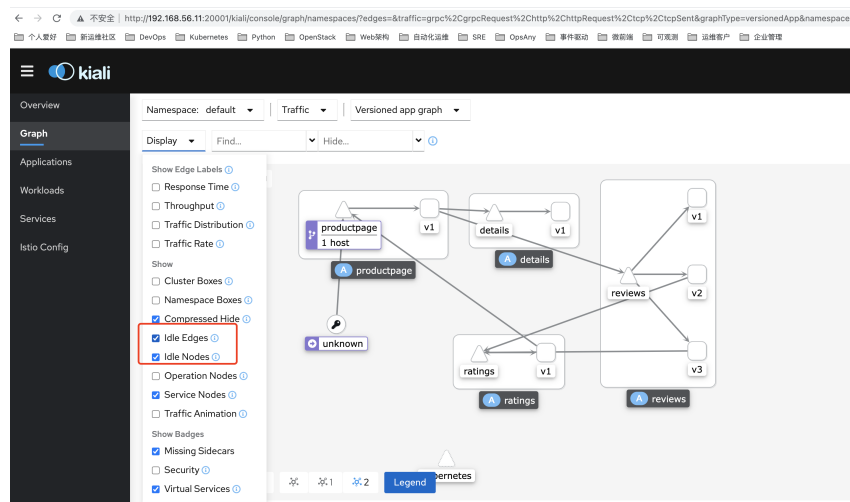 不安全 | http://192.168.56.11:20001/kiali/console/graph/namespaces/?edges=&traffic=grpc%2CgrpcRequest%2Chttp%2ChttpRequest%2Ctcp%2CtcpSent&graphType=versionedApp&namespace
个人爱好 新运维社区 DevOps Kubernetes Python OpenStack Web架构 自动化运维 SRE OpsAny 事件驱动 微前端 可观测 运维客户 企业管理
kiali
Overview
Graph
Applications
Workloads
Services
Istio Config
Namespace: default Traffic Versioned app graph
Display Find... Hide...
Show Edge Labels
Response Time
Throughput
Traffic Distribution
Traffic Rate
Show
Cluster Boxes
Namespace Boxes
Compressed Hide
Idle Edges
Idle Nodes
Operation Nodes
Service Nodes
Traffic Animation
Show Badges
Missing Sidecars
Security
Virtual Services
productpage
1 host
v1
A productpage
unknown
details
v1
A details
reviews
v1
v2
v3
A reviews
ratings
v1
A ratings
ernetes
1
2
Legend